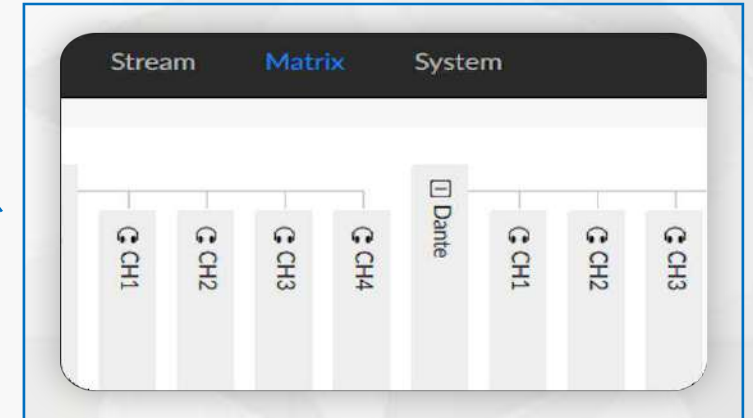 Stream Matrix System
CH1
CH2
CH3
CH4
Dante
CH1
CH2
CH3